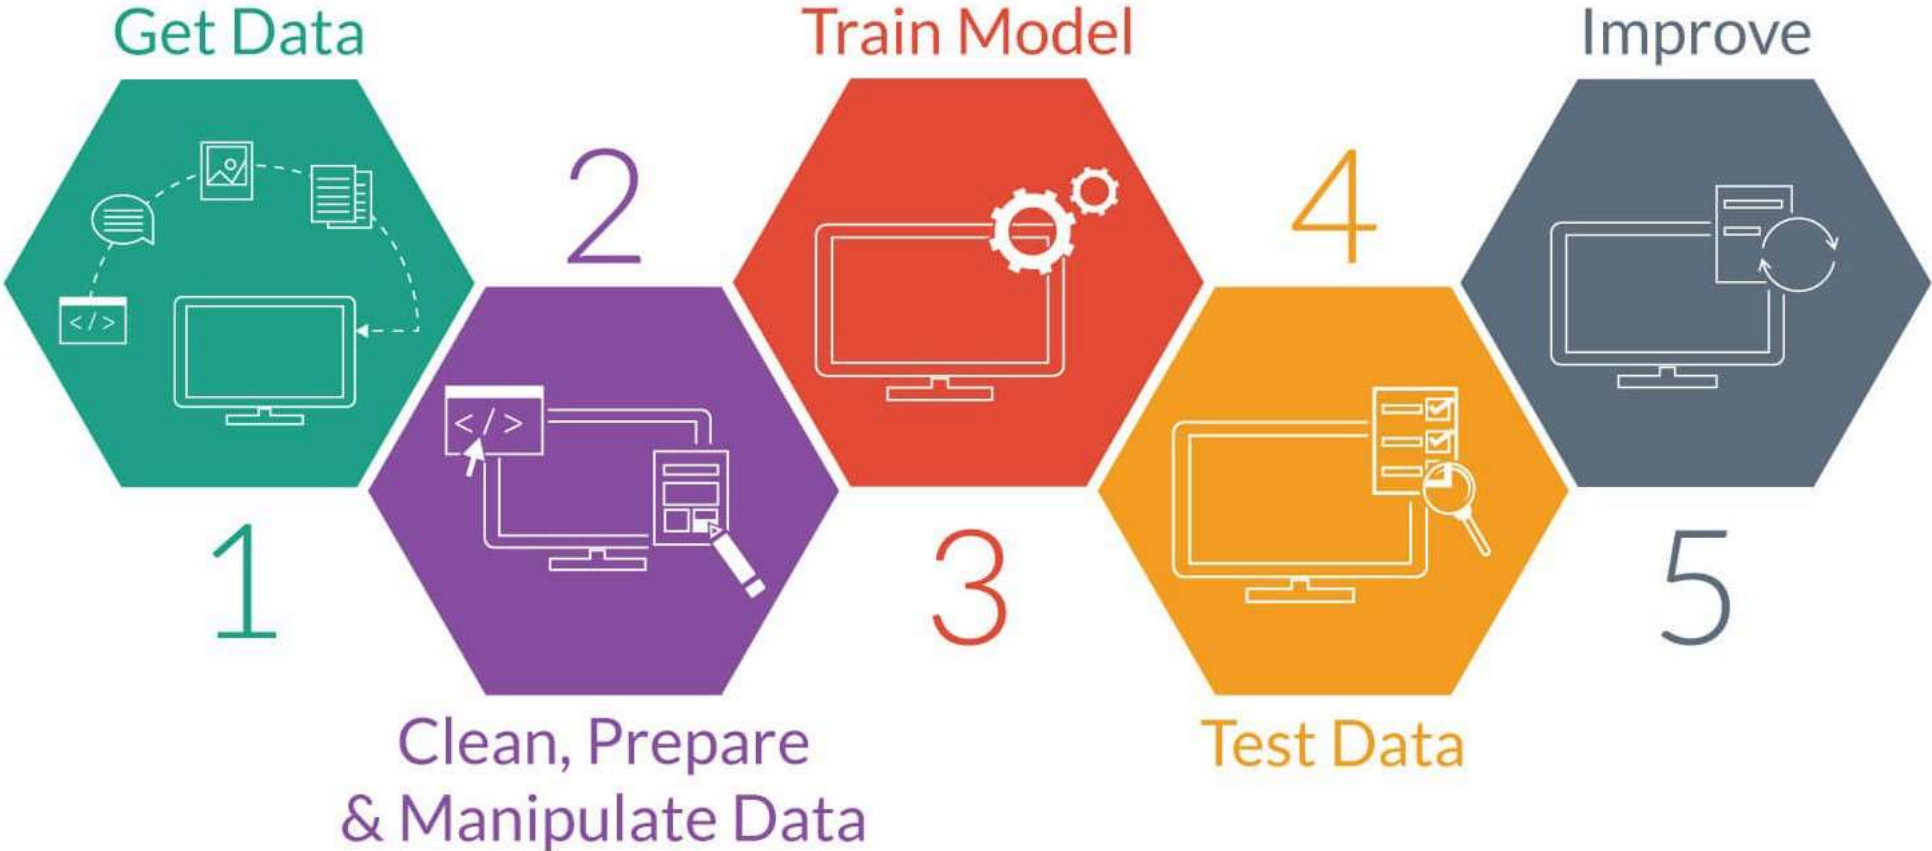 Get Data
1
</>
2
</>
Clean, Prepare
& Manipulate Data
Train Model
3
4
Test Data
Improve
5